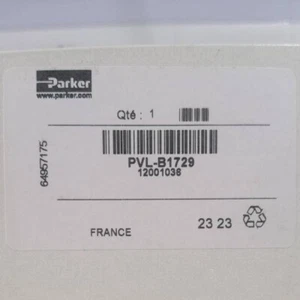 Parker
www.parker.com
Qté : 1
PVL-B1729
12001036
64957175
FRANCE
23 23